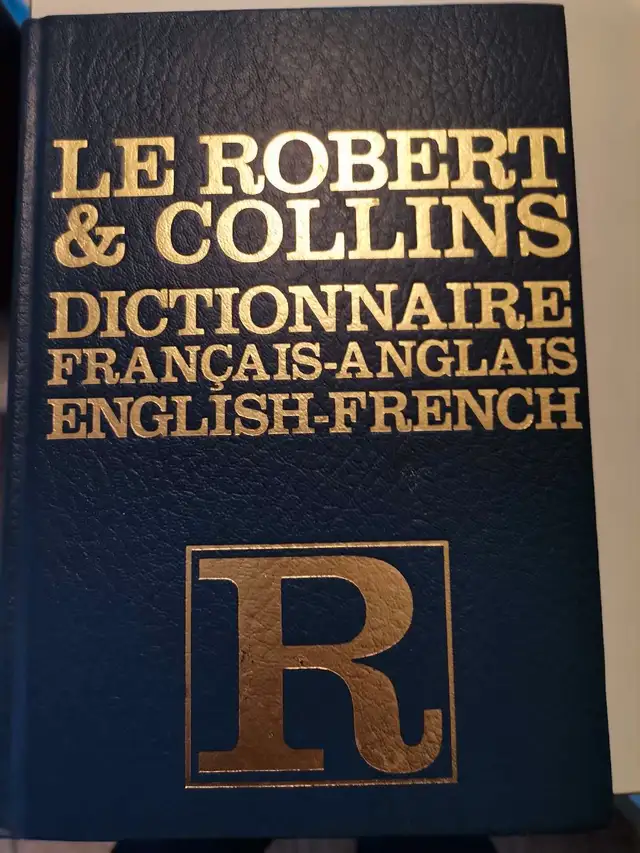 LE ROBERT
& COLLINS
DICTIONNAIRE
FRANÇAIS-ANGLAIS
ENGLISH-FRENCH
R